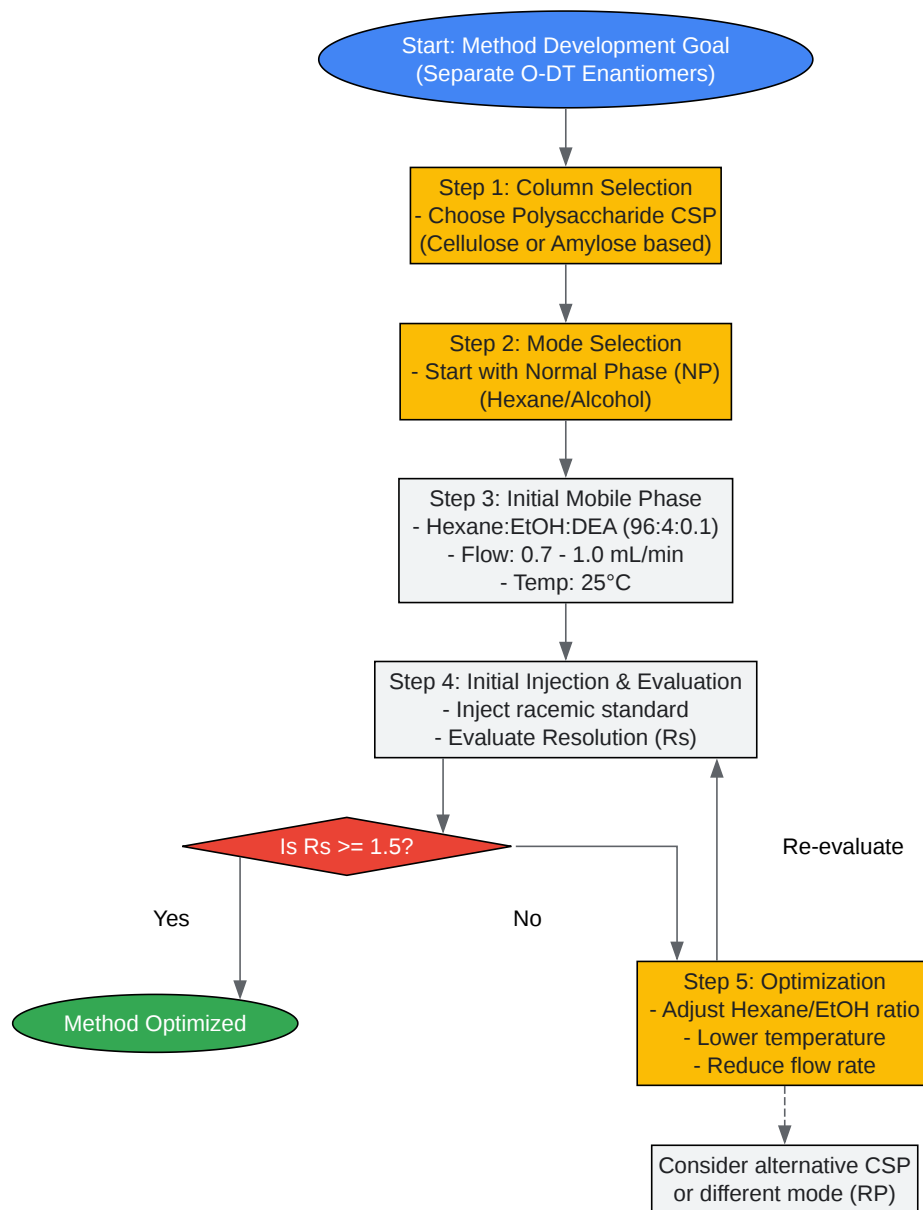 Start: Method Development Goal
(Separate O-DT Enantiomers)
Step 1: Column Selection
- Choose Polysaccharide CSP
(Cellulose or Amylose based)
Step 2: Mode Selection
- Start with Normal Phase (NP)
(Hexane/Alcohol)
Step 3: Initial Mobile Phase
- Hexane:EtOH:DEA (96:4:0.1)
- Flow: 0.7 - 1.0 mL/min
- Temp: 25°C
Step 4: Initial Injection & Evaluation
- Inject racemic standard
- Evaluate Resolution (Rs)
Is Rs >= 1.5?
Re-evaluate
Yes
No
Method Optimized
Step 5: Optimization
- Adjust Hexane/EtOH ratio
- Lower temperature
- Reduce flow rate
Consider alternative CSP
or different mode (RP)